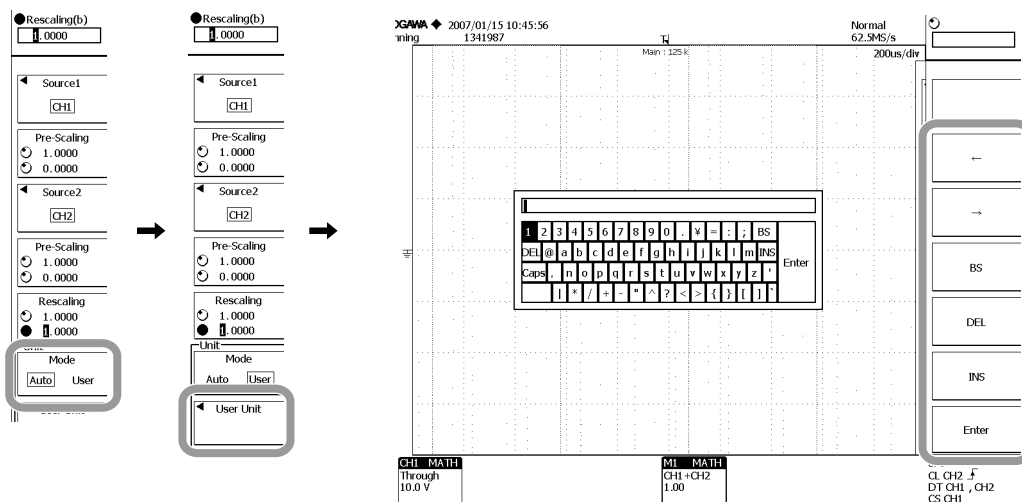 Rescaling(b)
1.0000
Source1
CH1
Pre-Scaling
1.0000
0.0000
Source2
CH2
Pre-Scaling
1.0000
0.0000
Rescaling
1.0000
1.0000
Mode
Auto User
Rescaling(b)
1.0000
Source1
CH1
Pre-Scaling
1.0000
0.0000
Source2
CH2
Pre-Scaling
1.0000
0.0000
Rescaling
1.0000
1.0000
Unit
Mode
Auto User
User Unit
OGAWA ◆ 2007/01/15 10:45:56
nning 1341987
Normal
62.5MS/s
200us/div
Main : 125 k
1 2 3 4 5 6 7 8 9 0 . ¥ = : ; BS
DEL @ a b c d e f g h i j k l m INS
Caps , n o p q r s t u v w x y z '
| * / + - " ^ ? < > { } [ ] `
Enter
←
→
BS
DEL
INS
Enter
CH1 MATH
Through
10.0 V
M1 MATH
CH1+CH2
1.00
CL CH2
DT CH1 , CH2
CS CH1